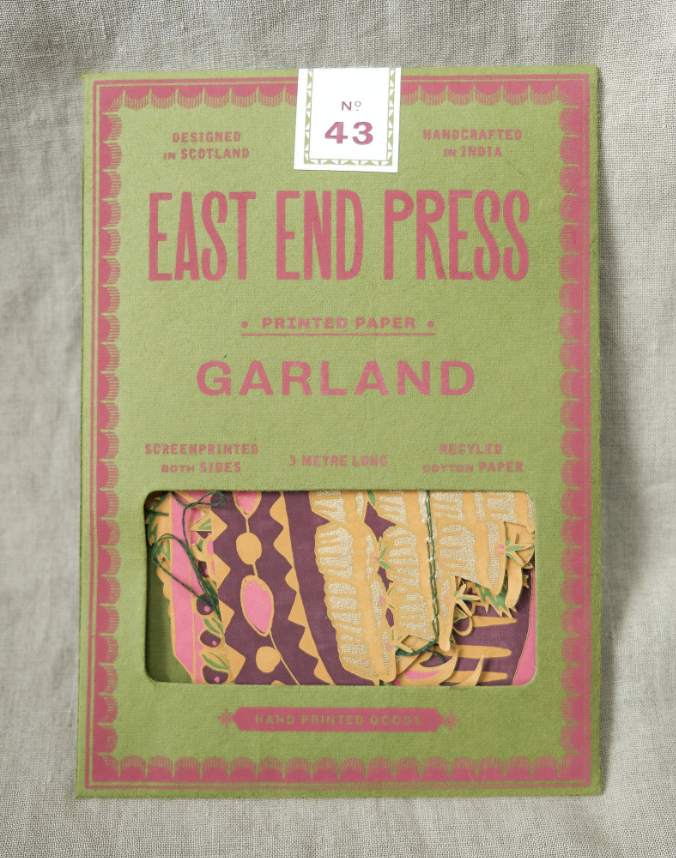 Nº
43
DESIGNED
IN SCOTLAND
HANDCRAFTED
IN INDIA
EAST END PRESS
• PRINTED PAPER •
GARLAND
SCREENPRINTED
BOTH SIDES
3 METRE LONG
RECYLED
COTTON PAPER
HAND PRINTED GOODS